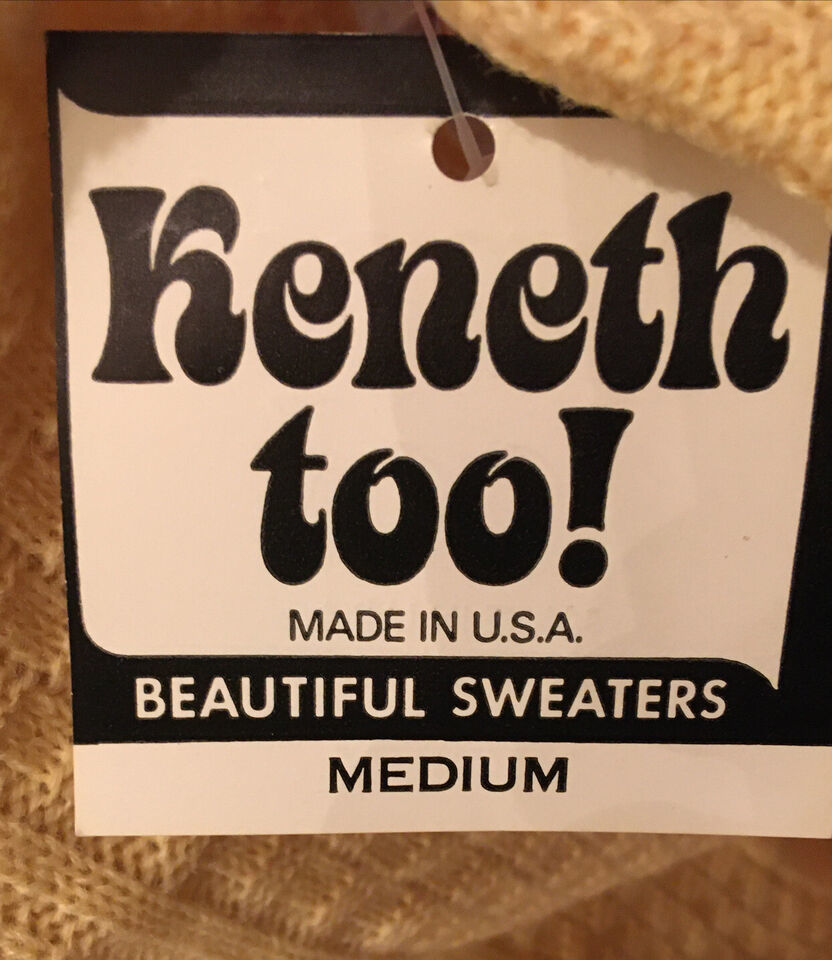 Keneth
too!
MADE IN U.S.A.
BEAUTIFUL SWEATERS
MEDIUM